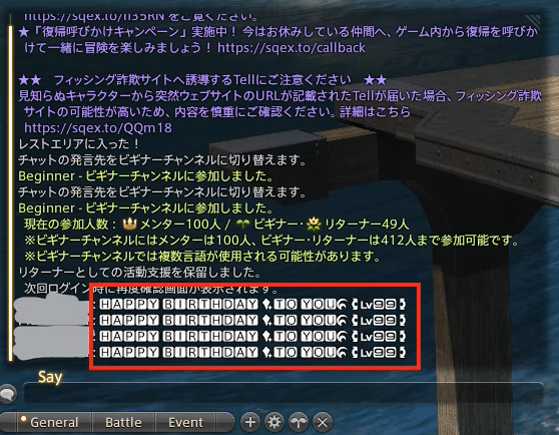 https://sqex.to/n35RN をご覧ください。
★「復帰呼びかけキャンペーン」実施中！ 今はお休みしている仲間へ、ゲーム内から復帰を呼びか
けて一緒に冒険を楽しみましょう！ https://sqex.to/callback
★★　フィッシング詐欺サイトへ誘導するTellにご注意ください　★★
見知らぬキャラクターから突然ウェブサイトのURLが記載されたTellが届いた場合、フィッシング詐欺
サイトの可能性が高いため、内容を慎重にご確認ください。詳細はこちら
https://sqex.to/QQm18
レストエリアに入った！
チャットの発言先をビギナーチャンネルに切り替えます。
Beginner - ビギナーチャンネルに参加しました。
チャットの発言先をビギナーチャンネルに切り替えます。
Beginner - ビギナーチャンネルに参加しました。
現在の参加人数： メンター100人 / ビギナー・リターナー49人
※ビギナーチャンネルにはメンターは100人、ビギナー・リターナーは412人まで参加可能です。
※ビギナーチャンネルでは複数言語が使用される可能性があります。
リターナーとしての活動支援を保留しました。
次回ログイン時に再度確認画面が表示されます。
: HAPPY BIRTHDAY TO YOU Lv99
: HAPPY BIRTHDAY TO YOU Lv99
: HAPPY BIRTHDAY TO YOU Lv99
: HAPPY BIRTHDAY TO YOU Lv99
Say
General Battle Event